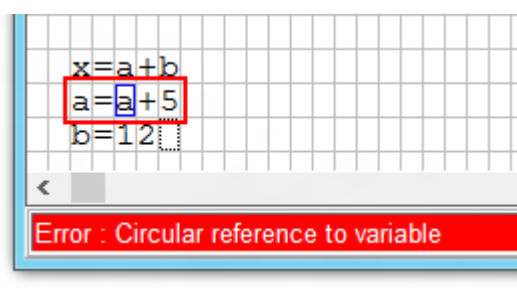 x=a+b
a=a+5
b=12
Error : Circular reference to variable